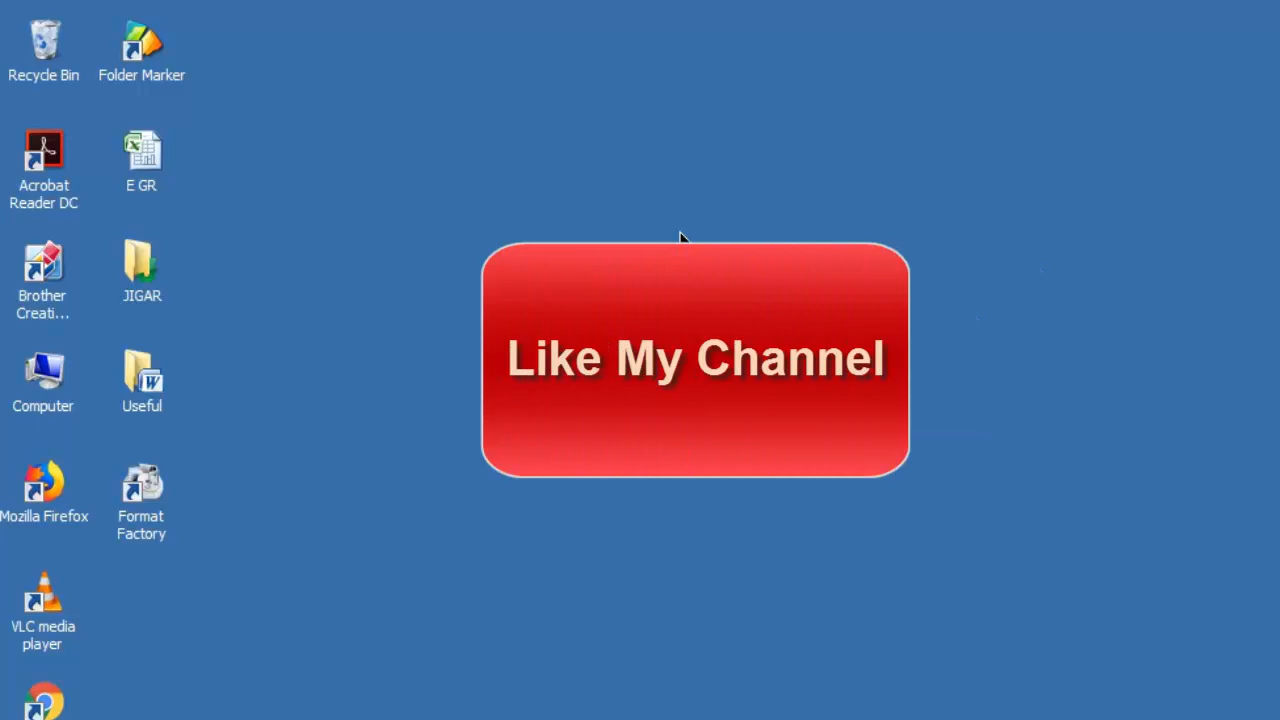 Recycle Bin
Folder Marker
Acrobat
Reader DC
E GR
Brother
Creati...
JIGAR
Like My Channel
Computer
Useful
Mozilla Firefox
Format
Factory
VLC media
player